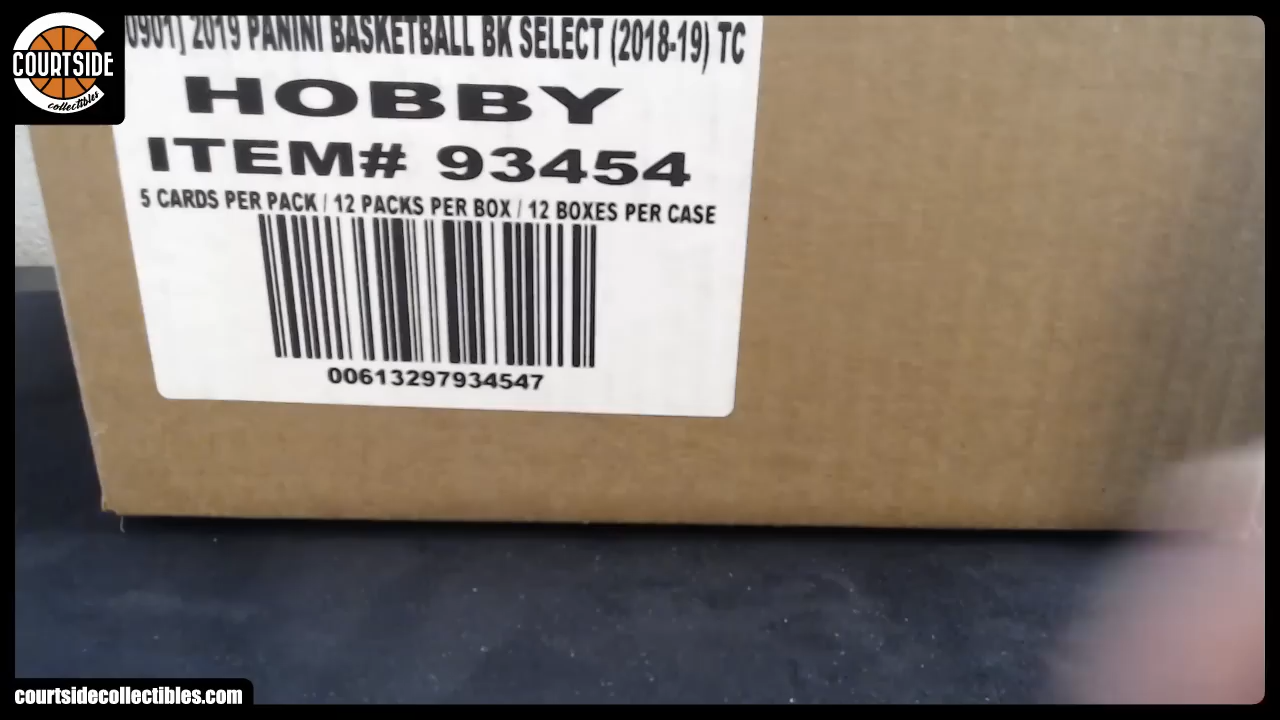 COURTSIDE
collectibles
0901] 2019 PANINI BASKETBALL BK SELECT (2018-19) TC
HOBBY
ITEM# 93454
5 CARDS PER PACK / 12 PACKS PER BOX / 12 BOXES PER CASE
00613297934547
courtsidecollectibles.com